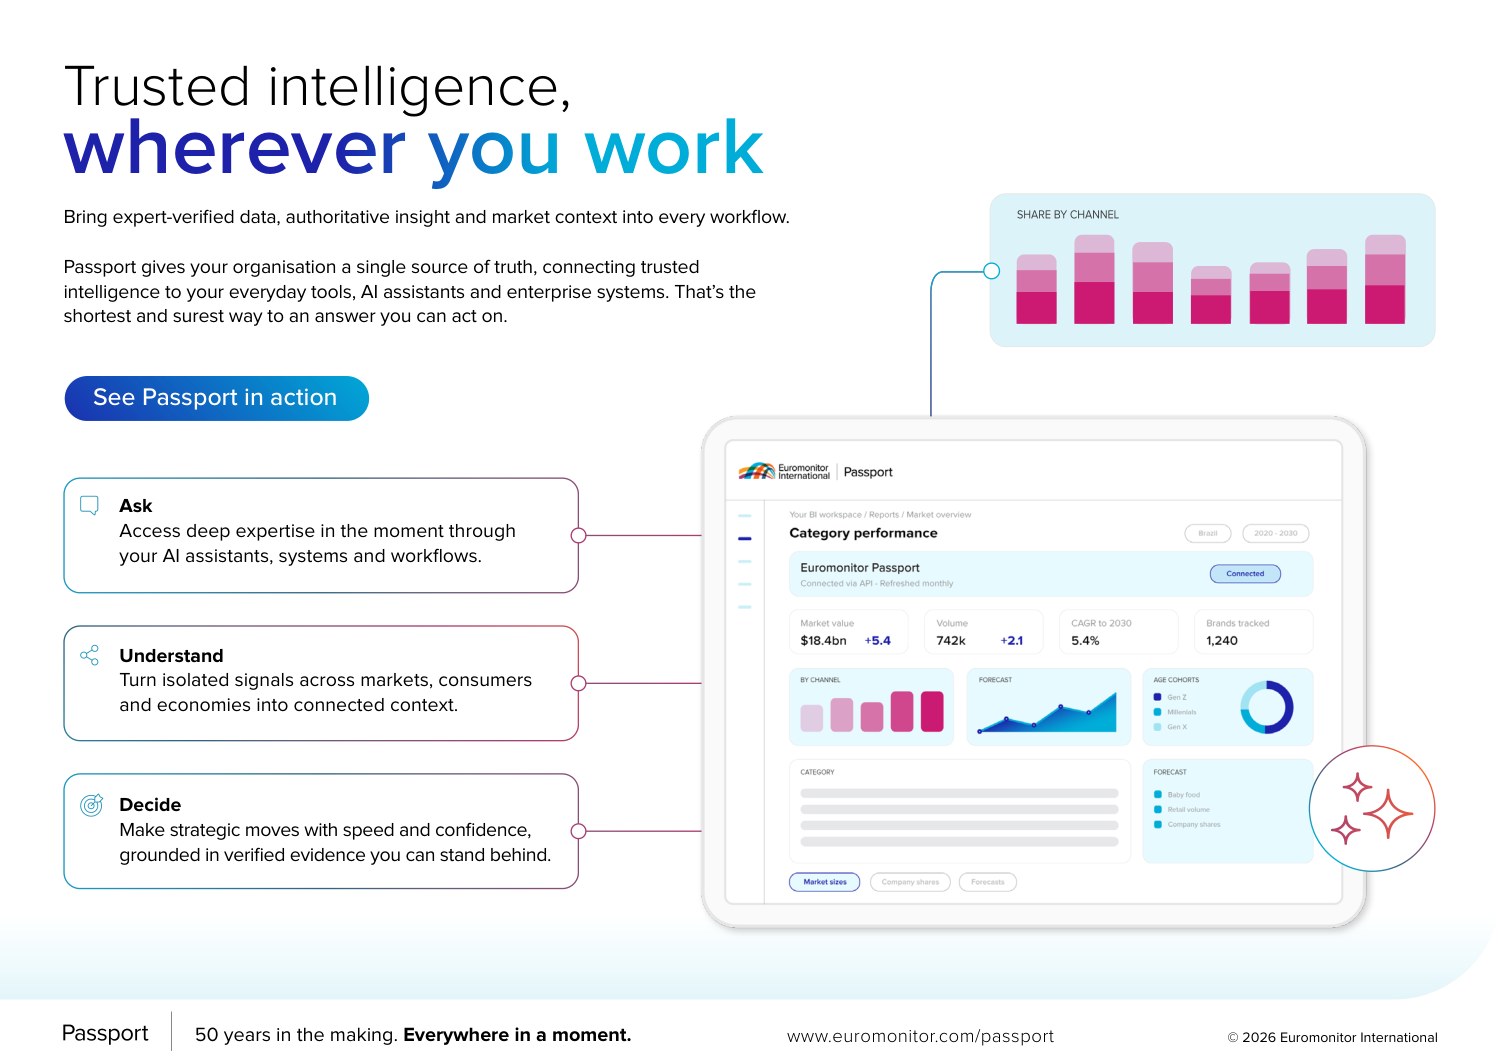 Trusted intelligence,
wherever you work
Bring expert-verified data, authoritative insight and market context into every workflow.
Passport gives your organisation a single source of truth, connecting trusted
intelligence to your everyday tools, AI assistants and enterprise systems. That's the
shortest and surest way to an answer you can act on.
See Passport in action
SHARE BY CHANNEL
Ask
Access deep expertise in the moment through
your AI assistants, systems and workflows.
Understand
Turn isolated signals across markets, consumers
and economies into connected context.
Decide
Make strategic moves with speed and confidence,
grounded in verified evidence you can stand behind.
Euromonitor
International
Passport
Your BI workspace / Reports / Market overview
Category performance
Brazil
2020 - 2030
Euromonitor Passport
Connected via API - Refreshed monthly
Connected
Market value
$18.4bn +5.4
Volume
742k +2.1
CAGR to 2030
5.4%
Brands tracked
1,240
BY CHANNEL
FORECAST
AGE COHORTS
Gen Z
Millenials
Gen X
CATEGORY
FORECAST
Baby food
Retail volume
Company shares
Market sizes
Company shares
Forecasts
Passport
50 years in the making. Everywhere in a moment.
www.euromonitor.com/passport
© 2026 Euromonitor International